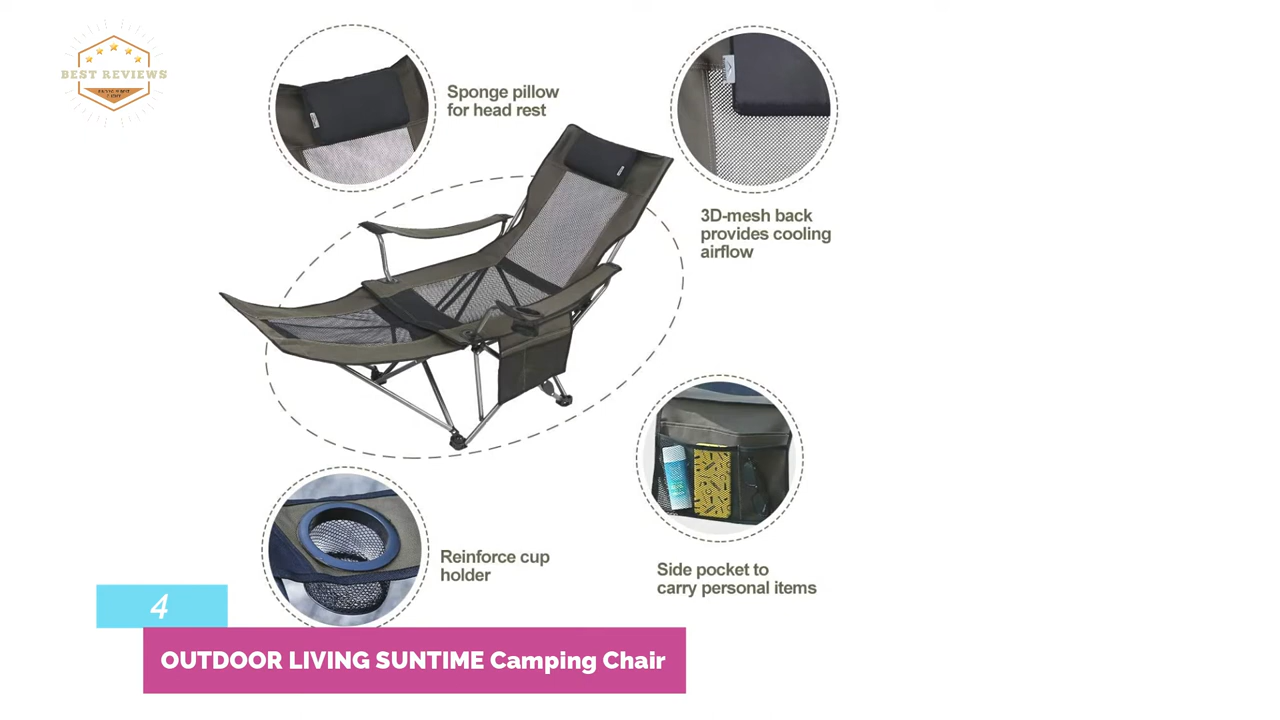 BEST REVIEWS
Sponge pillow
for head rest
3D-mesh back
provides cooling
airflow
Reinforce cup
holder
Side pocket to
carry personal items
4
OUTDOOR LIVING SUNTIME Camping Chair